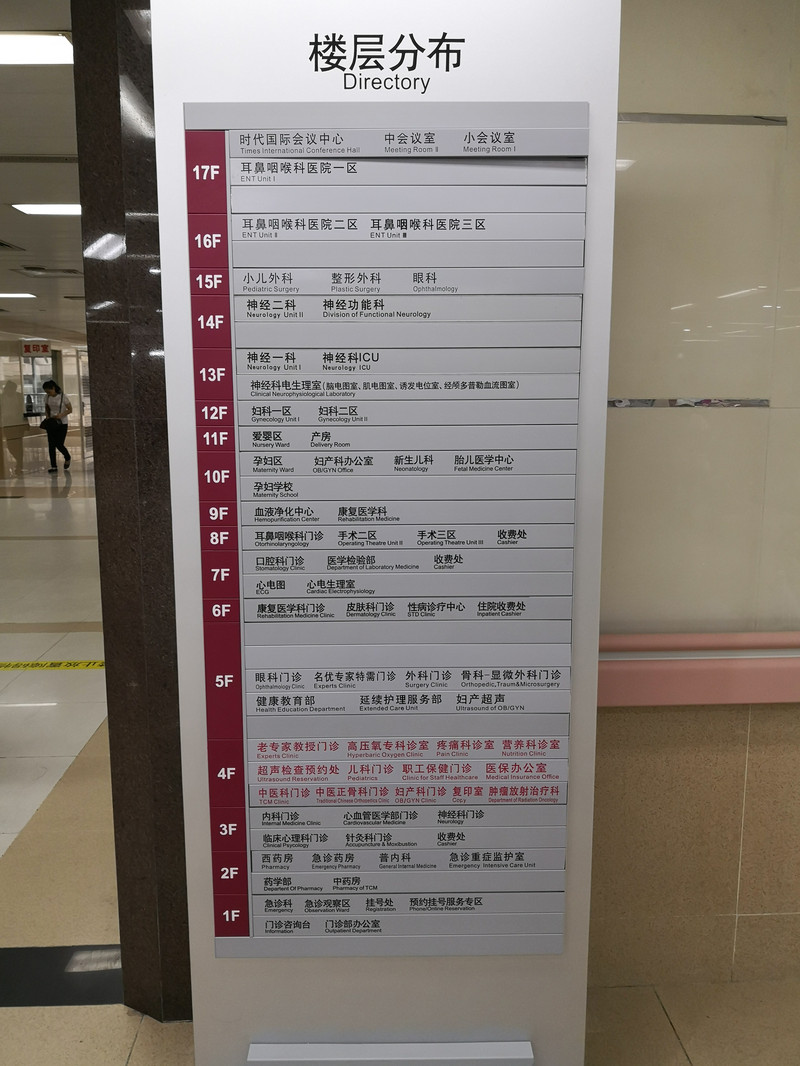 楼层分布
Directory
17F
时代国际会议中心 中会议室 小会议室
Times International Conference Hall Meeting Room Ⅱ Meeting Room Ⅰ
耳鼻咽喉科医院一区
ENT Unit Ⅰ
16F
耳鼻咽喉科医院二区 耳鼻咽喉科医院三区
ENT Unit Ⅱ ENT Unit Ⅲ
15F
小儿外科 整形外科 眼科
Pediatric Surgery Plastic Surgery Ophthalmology
14F
神经二科 神经功能科
Neurology Unit Ⅱ Division of Functional Neurology
13F
神经一科 神经科ICU
Neurology Unit Ⅰ Neurology ICU
神经科电生理室(脑电图室、肌电图室、诱发电位室、经颅多普勒血流图室)
Clinical Neurophysiological Laboratory
12F
妇科一区 妇科二区
Gynecology Unit Ⅰ Gynecology Unit Ⅱ
11F
爱婴区 产房
Nursery Ward Delivery Room
10F
孕妇区 妇产科办公室 新生儿科 胎儿医学中心
Maternity Ward OB/GYN Office Neonatology Fetal Medicine Center
孕妇学校
Maternity School
9F
血液净化中心 康复医学科
Hemopurification Center Rehabilitation Medicine
8F
耳鼻咽喉科门诊 手术二区 手术三区 收费处
Otorhinolaryngology Operating Theatre Unit Ⅱ Operating Theatre Unit Ⅲ Cashier
7F
口腔科门诊 医学检验部 收费处
Stomatology Clinic Department of Laboratory Medicine Cashier
心电图 心电生理室
ECG Cardiac Electrophysiology
6F
康复医学科门诊 皮肤科门诊 性病诊疗中心 住院收费处
Rehabilitation Medicine Clinic Dermatology Clinic STD Clinic Inpatient Cashier
5F
眼科门诊 名优专家特需门诊 外科门诊 骨科-显微外科门诊
Ophthalmology Clinic Experts Clinic Surgery Clinic Orthopedic,Traum&Microsurgery
健康教育部 延续护理服务部 妇产超声
Health Education Department Extended Care Unit Ultrasound of OB/GYN
4F
老专家教授门诊 高压氧专科诊室 疼痛科诊室 营养科诊室
Experts Clinic Hyperbaric Oxygen Clinic Pain Clinic Nutrition Clinic
超声检查预约处 儿科门诊 职工保健门诊 医保办公室
Ultrasound Reservation Pediatrics Clinic for Staff Healthcare Medical Insurance Office
中医科门诊 中医正骨科门诊 妇产科门诊 复印室 肿瘤放射治疗科
TCM Clinic Traditional Chinese Orthopedics Clinic OB/GYN Clinic Copy Department of Radiation Oncology
3F
内科门诊 心血管医学部门诊 神经科门诊
Internal Medicine Clinic Cardiovascular Medicine Neurology
临床心理科门诊 针灸科门诊 收费处
Clinical Psycology Acupuncture & Moxibustion Cashier
2F
西药房 急诊药房 普内科 急诊重症监护室
Pharmacy Emergency Pharmacy General Internal Medicine Emergency Intensive Care Unit
药学部 中药房
Departent Of Pharmacy Pharmacy of TCM
1F
急诊科 急诊观察区 挂号处 预约挂号服务专区
Emergency Observation Ward Registration Phone/Online Reservation
门诊咨询台 门诊部办公室
Information Outpatient Department
复印室